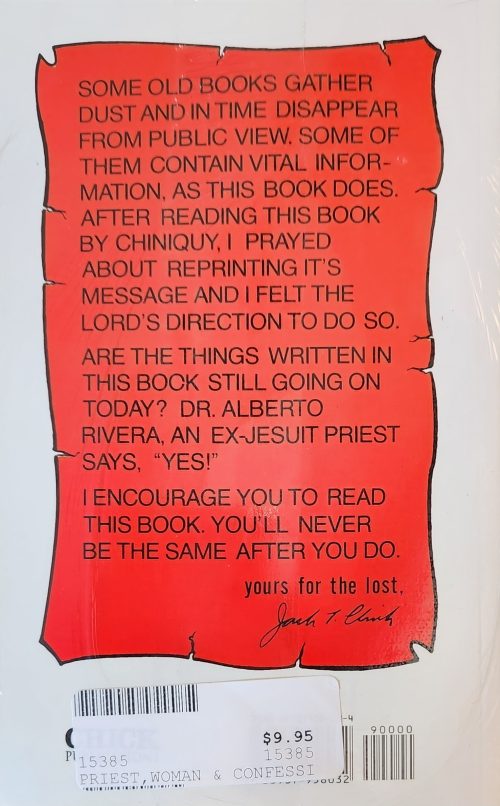 SOME OLD BOOKS GATHER
DUST AND IN TIME DISAPPEAR
FROM PUBLIC VIEW. SOME OF
THEM CONTAIN VITAL INFOR-
MATION, AS THIS BOOK DOES.
AFTER READING THIS BOOK
BY CHINIQUY, I PRAYED
ABOUT REPRINTING IT'S
MESSAGE AND I FELT THE
LORD'S DIRECTION TO DO SO.
ARE THE THINGS WRITTEN IN
THIS BOOK STILL GOING ON
TODAY? DR. ALBERTO
RIVERA, AN EX-JESUIT PRIEST
SAYS, "YES!"
I ENCOURAGE YOU TO READ
THIS BOOK. YOU'LL NEVER
BE THE SAME AFTER YOU DO.
yours for the lost,
Jack T. Chick
$9.95
15385 15385
PRIEST,WOMAN & CONFESSI
CHICK
-4
90000